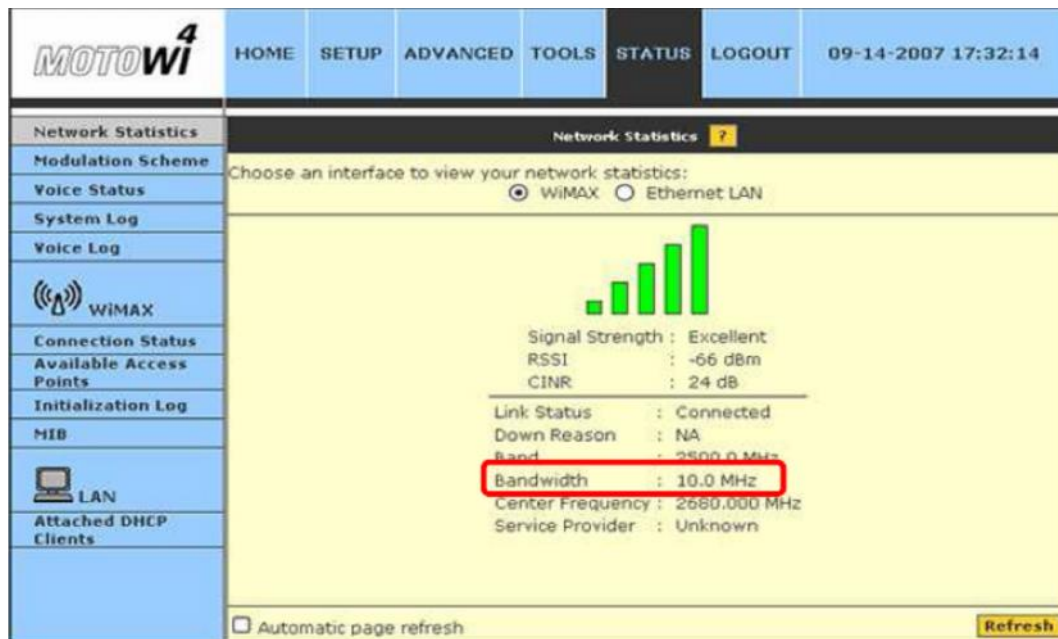 MOTOWi4
HOME SETUP ADVANCED TOOLS STATUS LOGOUT 09-14-2007 17:32:14
Network Statistics
Modulation Scheme
Voice Status
System Log
Voice Log
WiMAX
Connection Status
Available Access
Points
Initialization Log
MIB
LAN
Attached DHCP
Clients
Network Statistics ?
Choose an interface to view your network statistics:
WiMAX Ethernet LAN
Signal Strength : Excellent
RSSI : -66 dBm
CINR : 24 dB
Link Status : Connected
Down Reason : NA
Band : 2500.0 MHz
Bandwidth : 10.0 MHz
Center Frequency : 2680.000 MHz
Service Provider : Unknown
Automatic page refresh
Refresh